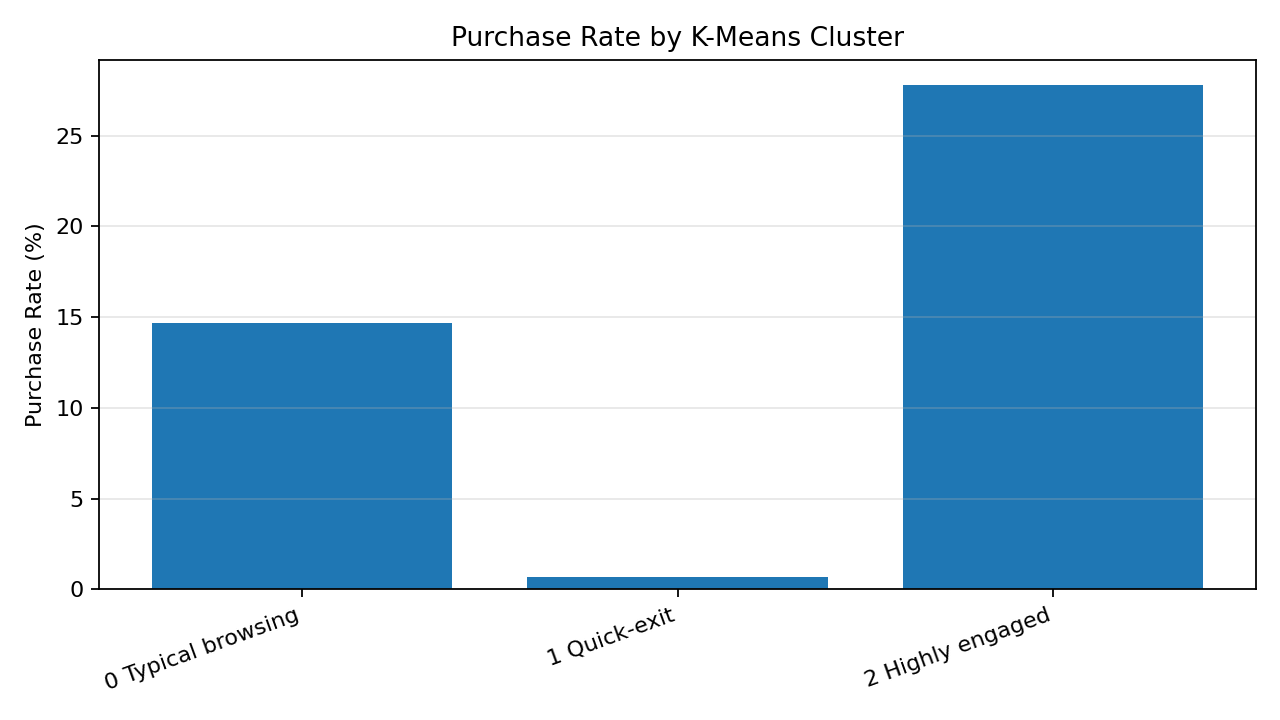 Purchase Rate by K-Means Cluster
Purchase Rate (%)
25
20
15
10
5
0
0 Typical browsing
1 Quick-exit
2 Highly engaged